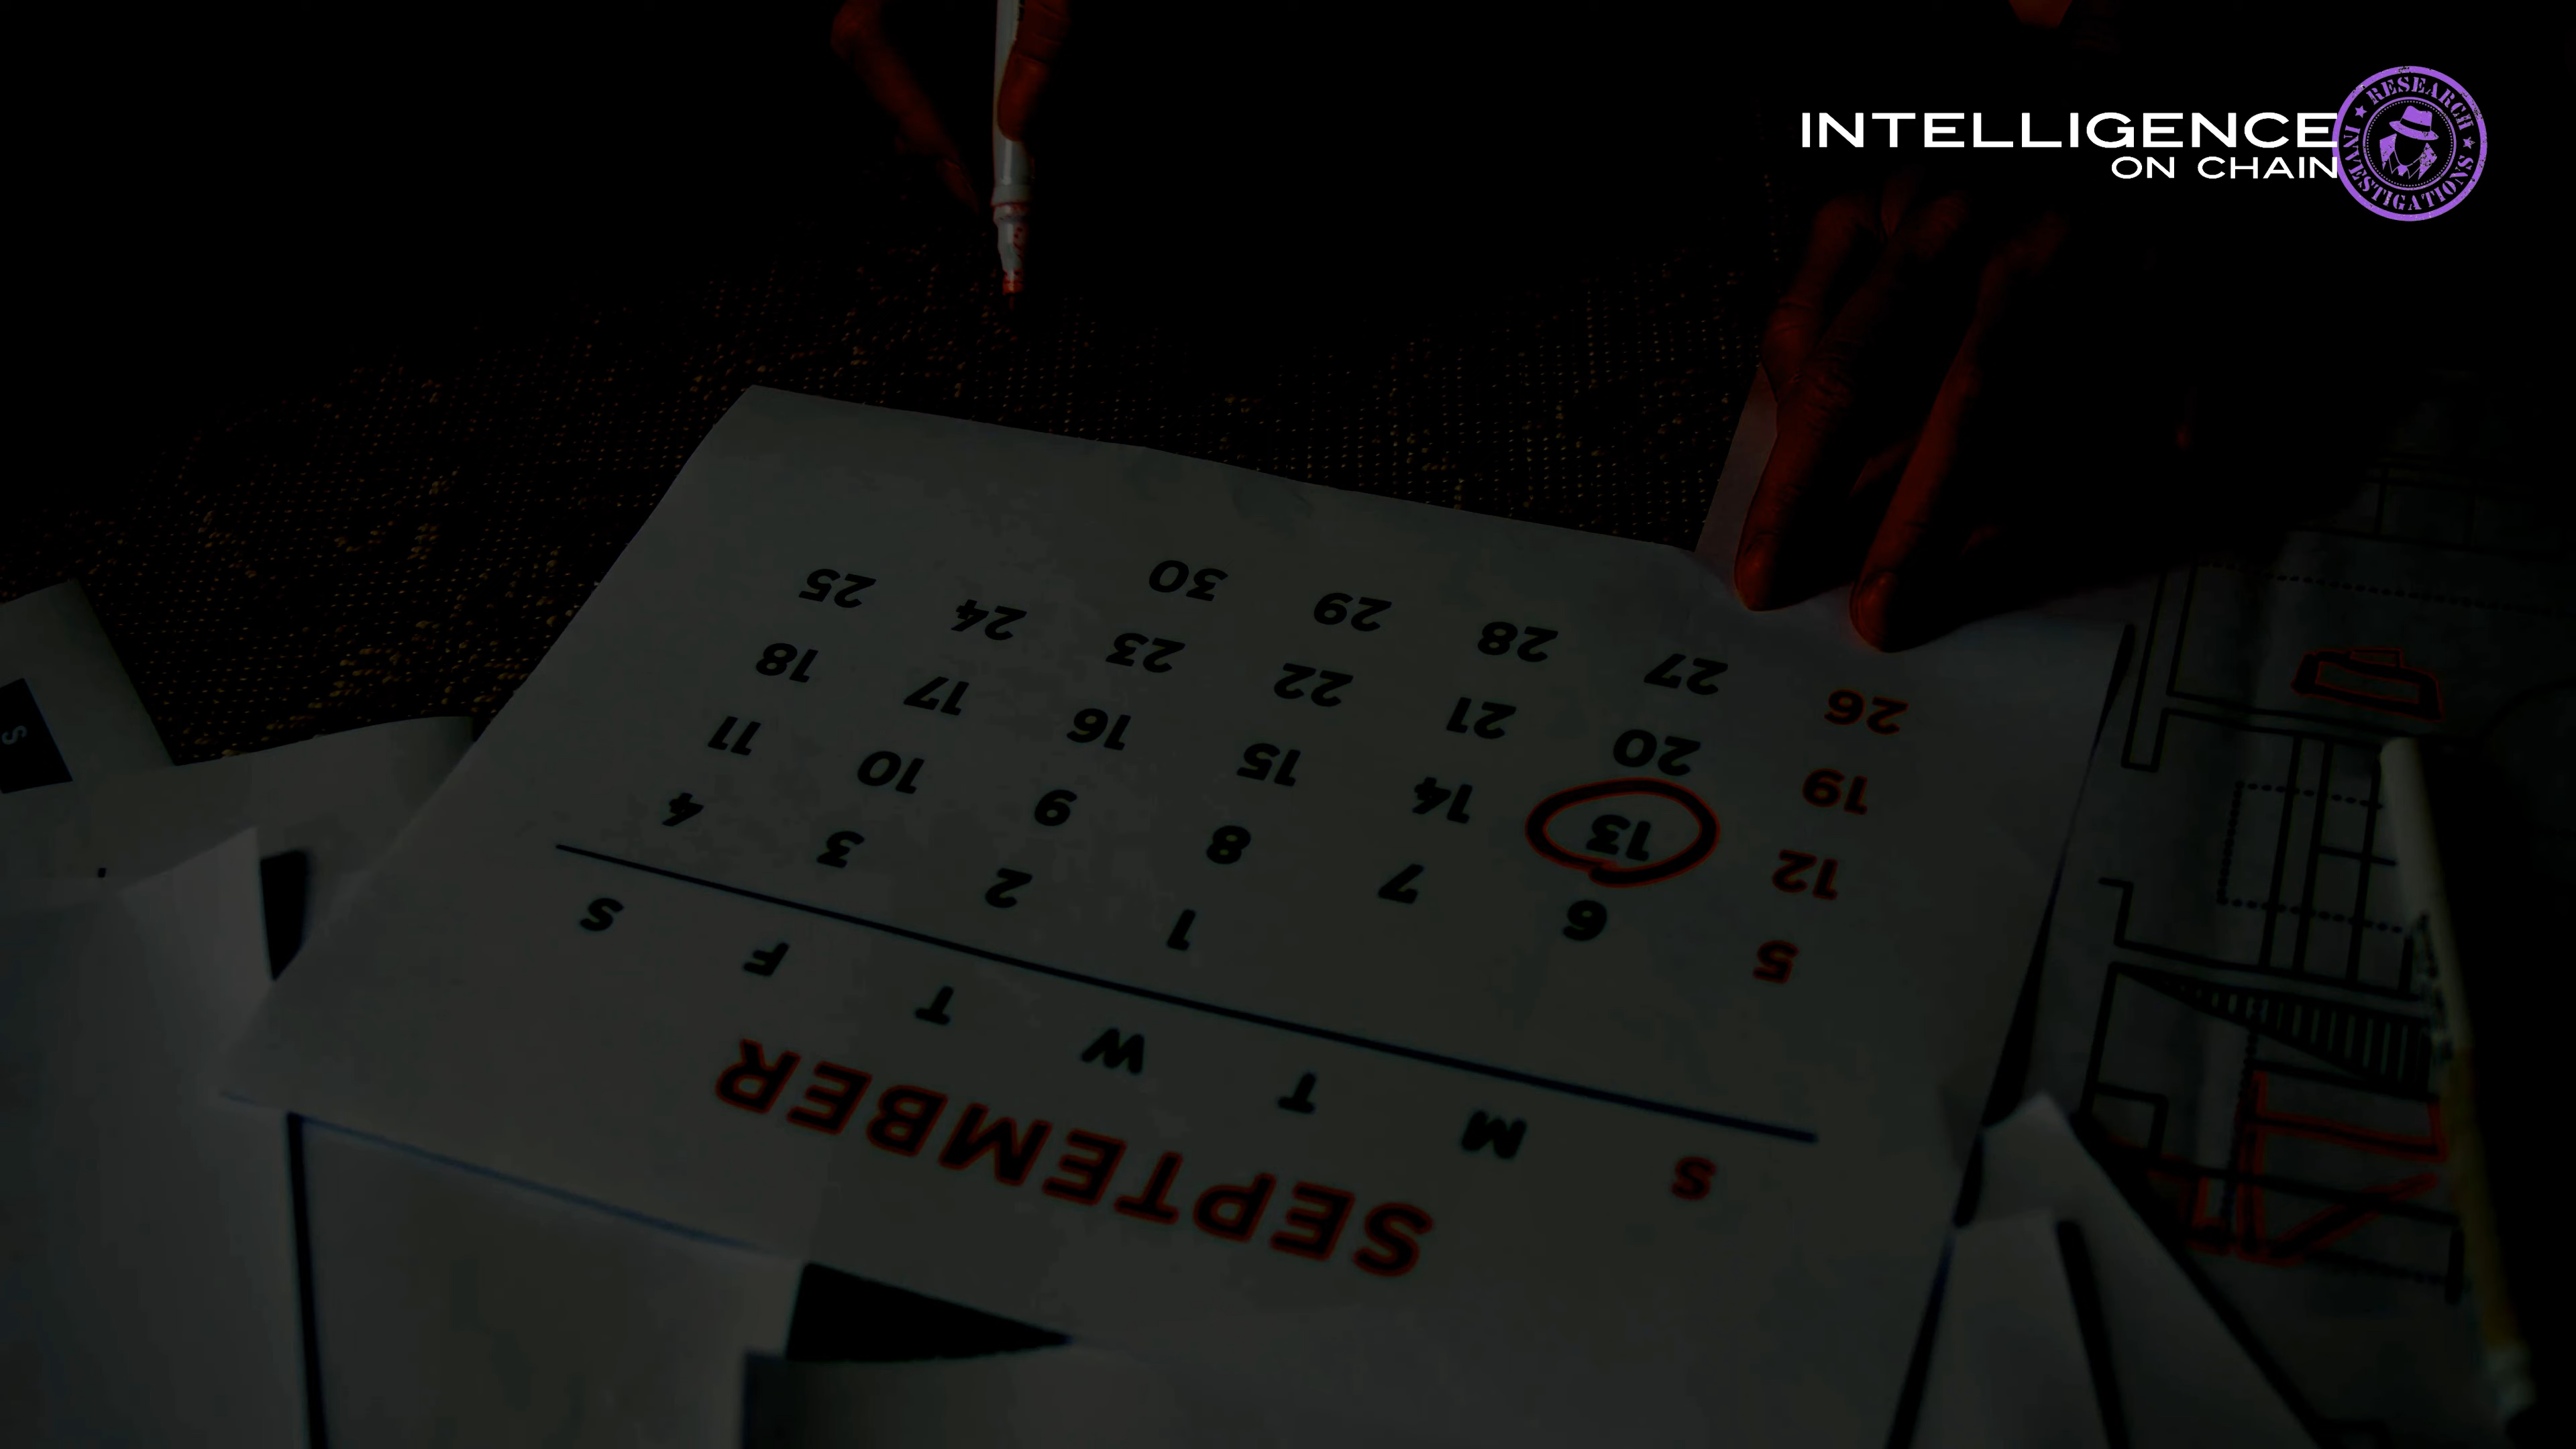 INTELLIGENCE
ON CHAIN
RESEARCH
INVESTIGATIONS
SEPTEMBER
S M T W T F S
1 2 3 4
5 6 7 8 9 10 11
12 13 14 15 16 17 18
19 20 21 22 23 24 25
26 27 28 29 30
S